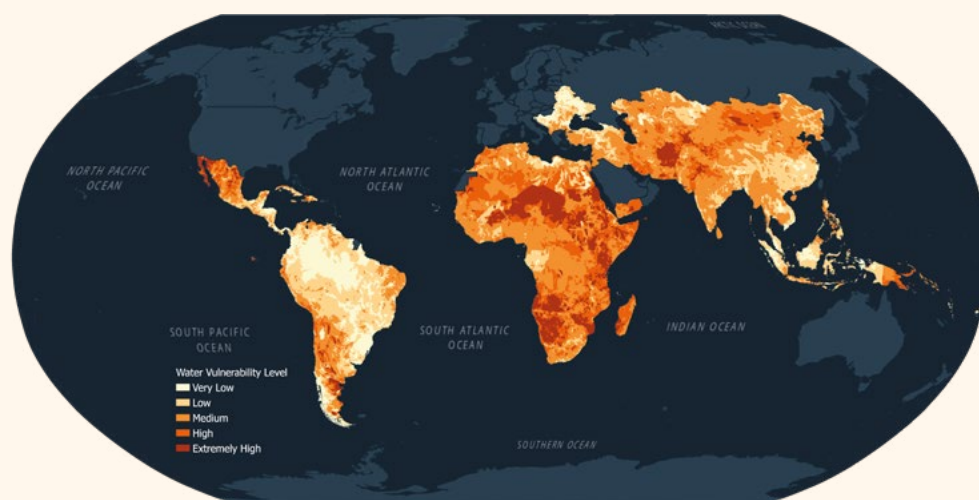 NORTH PACIFIC
OCEAN
NORTH ATLANTIC
OCEAN
SOUTH PACIFIC
OCEAN
SOUTH ATLANTIC
OCEAN
INDIAN OCEAN
Water Vulnerability Level
Very Low
Low
Medium
High
Extremely High
SOUTHERN OCEAN